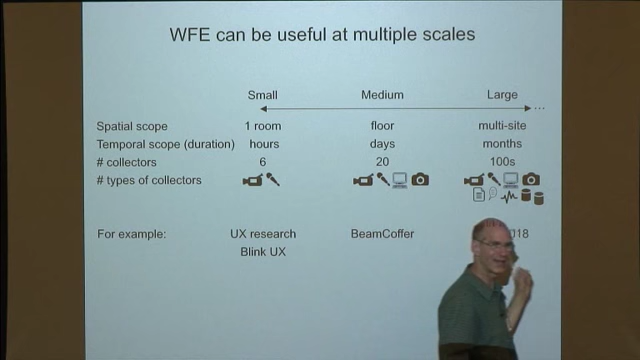 WFE can be useful at multiple scales
Small Medium Large
Spatial scope 1 room floor multi-site
Temporal scope (duration) hours days months
# collectors 6 20 100s
# types of collectors
For example: UX research BeamCoffer
Blink UX